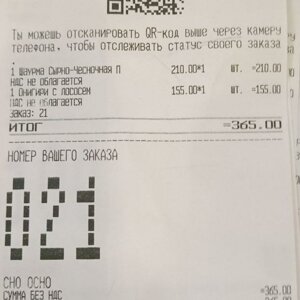 Ты можешь отсканировать QR-код выше через камеру
телефона, чтобы отслеживать статус своего заказа
1 Шаурма Сырно-Чесночная П 210.00*1 шт. =210.00
НДС не облагается
1 Онигири с лососем 155.00*1 шт. =155.00
НДС не облагается
Заказ: 21
ИТОГ =365.00
НОМЕР ВАШЕГО ЗАКАЗА
021
СНО ОСНО
СУММА БЕЗ НДС =365.00